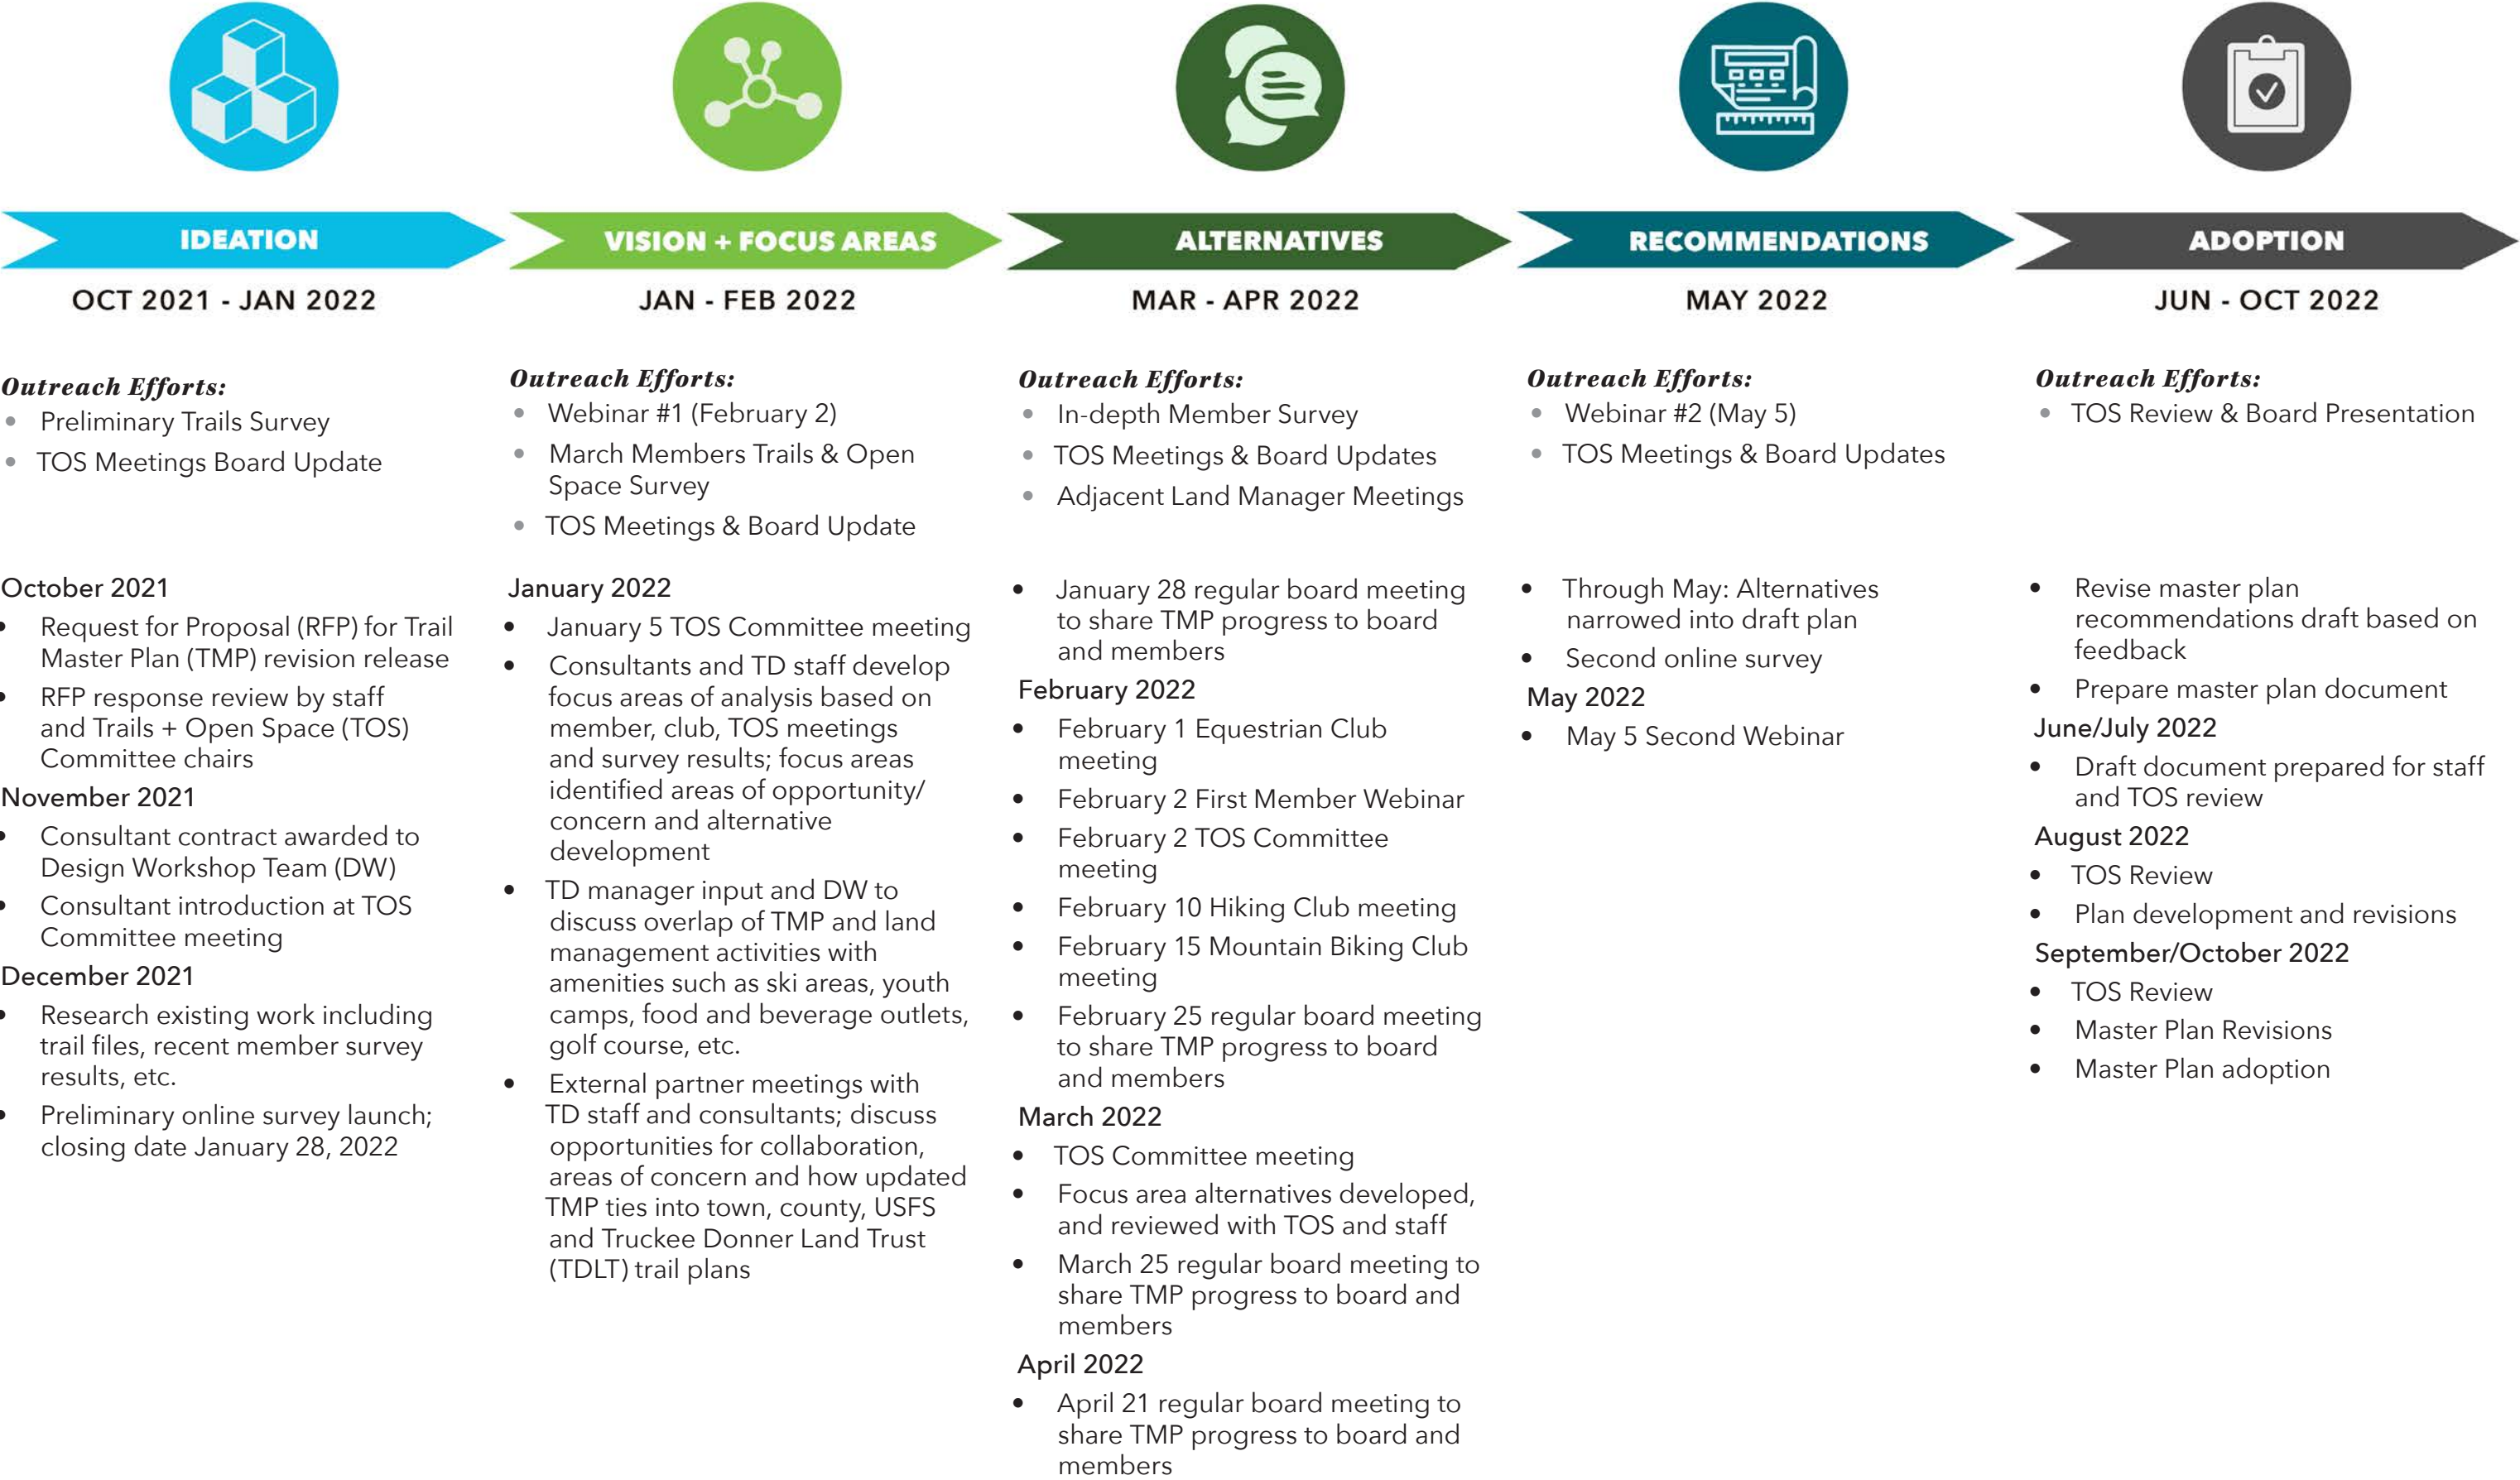 IDEATION
OCT 2021 - JAN 2022
Outreach Efforts:
• Preliminary Trails Survey
• TOS Meetings Board Update
October 2021
• Request for Proposal (RFP) for Trail
Master Plan (TMP) revision release
• RFP response review by staff
and Trails + Open Space (TOS)
Committee chairs
November 2021
• Consultant contract awarded to
Design Workshop Team (DW)
• Consultant introduction at TOS
Committee meeting
December 2021
• Research existing work including
trail files, recent member survey
results, etc.
• Preliminary online survey launch;
closing date January 28, 2022
VISION + FOCUS AREAS
JAN - FEB 2022
Outreach Efforts:
• Webinar #1 (February 2)
• March Members Trails & Open
Space Survey
• TOS Meetings & Board Update
January 2022
• January 5 TOS Committee meeting
• Consultants and TD staff develop
focus areas of analysis based on
member, club, TOS meetings
and survey results; focus areas
identified areas of opportunity/
concern and alternative
development
• TD manager input and DW to
discuss overlap of TMP and land
management activities with
amenities such as ski areas, youth
camps, food and beverage outlets,
golf course, etc.
• External partner meetings with
TD staff and consultants; discuss
opportunities for collaboration,
areas of concern and how updated
TMP ties into town, county, USFS
and Truckee Donner Land Trust
(TDLT) trail plans
ALTERNATIVES
MAR - APR 2022
Outreach Efforts:
• In-depth Member Survey
• TOS Meetings & Board Updates
• Adjacent Land Manager Meetings
• January 28 regular board meeting
to share TMP progress to board
and members
February 2022
• February 1 Equestrian Club
meeting
• February 2 First Member Webinar
• February 2 TOS Committee
meeting
• February 10 Hiking Club meeting
• February 15 Mountain Biking Club
meeting
• February 25 regular board meeting
to share TMP progress to board
and members
March 2022
• TOS Committee meeting
• Focus area alternatives developed,
and reviewed with TOS and staff
• March 25 regular board meeting to
share TMP progress to board and
members
April 2022
• April 21 regular board meeting to
share TMP progress to board and
members
RECOMMENDATIONS
MAY 2022
Outreach Efforts:
• Webinar #2 (May 5)
• TOS Meetings & Board Updates
• Through May: Alternatives
narrowed into draft plan
• Second online survey
May 2022
• May 5 Second Webinar
ADOPTION
JUN - OCT 2022
Outreach Efforts:
• TOS Review & Board Presentation
• Revise master plan
recommendations draft based on
feedback
• Prepare master plan document
June/July 2022
• Draft document prepared for staff
and TOS review
August 2022
• TOS Review
• Plan development and revisions
September/October 2022
• TOS Review
• Master Plan Revisions
• Master Plan adoption